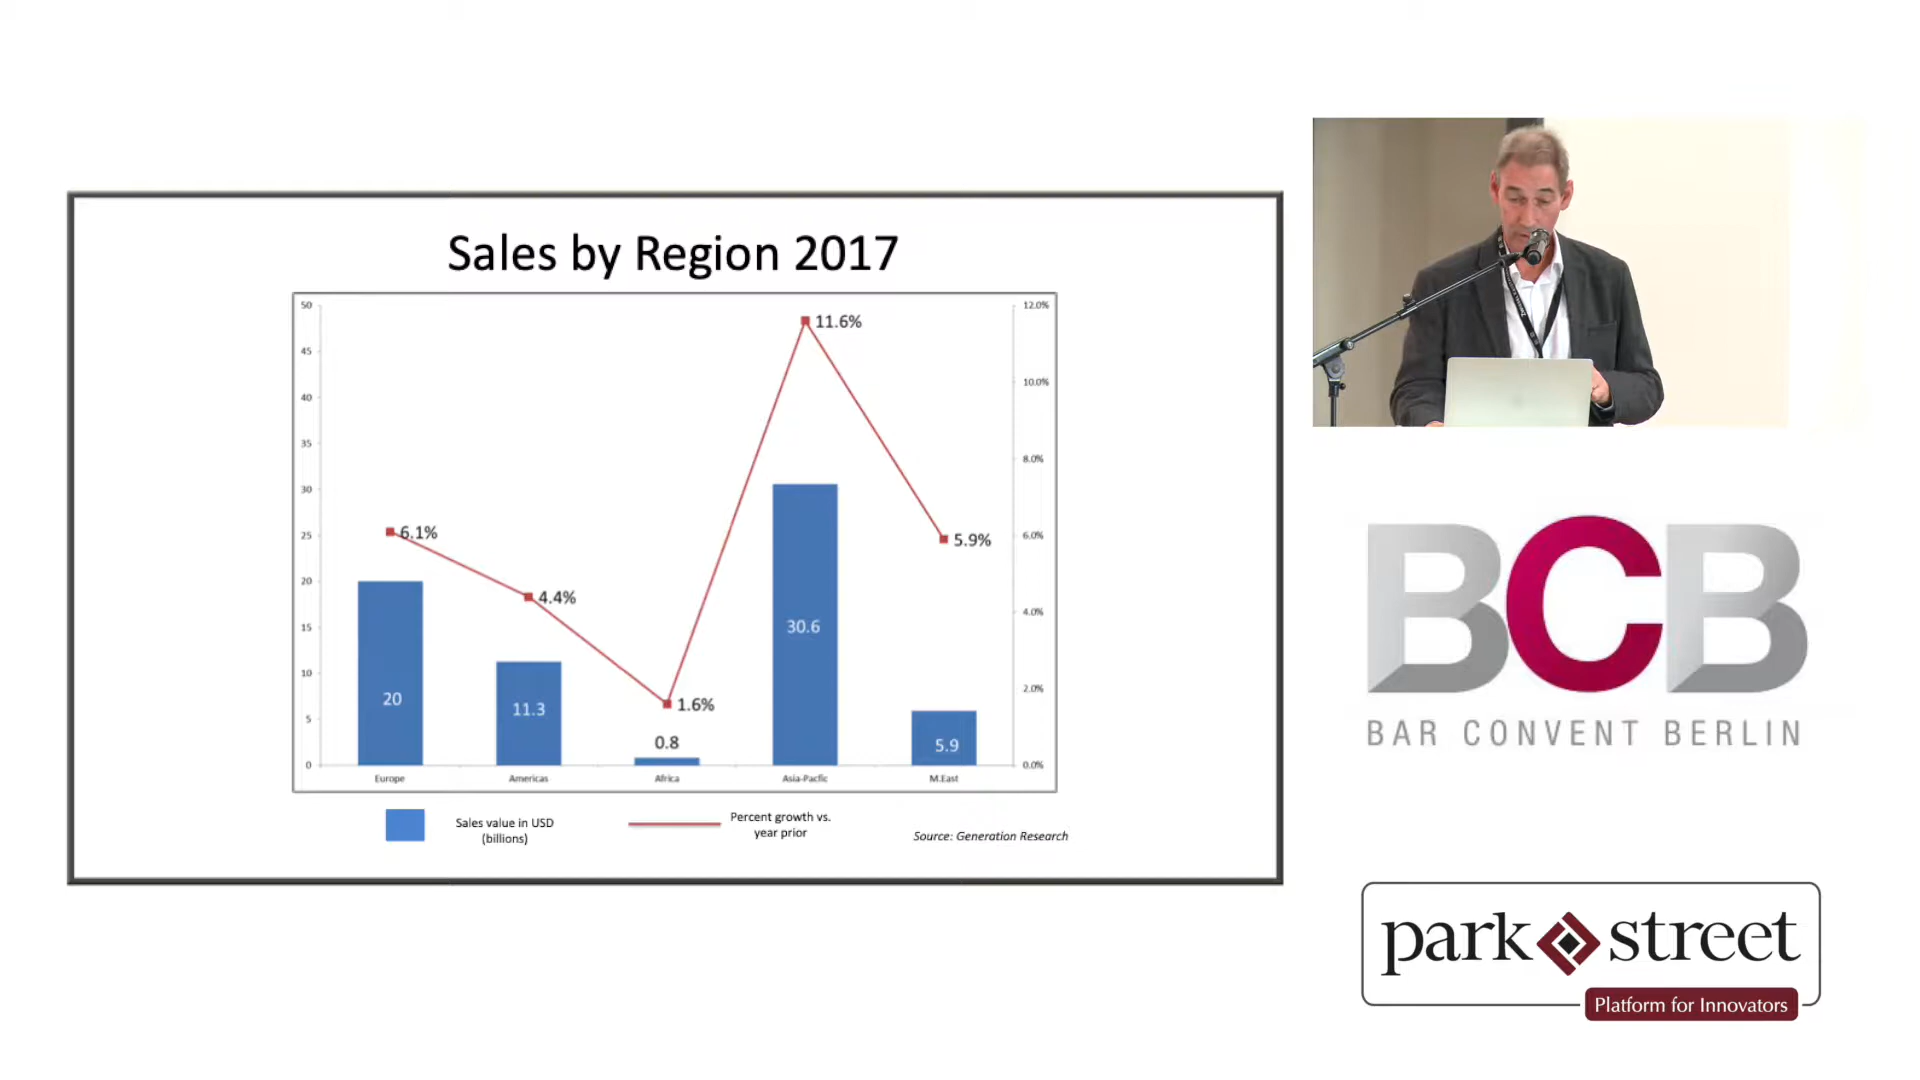 Sales by Region 2017
50
45
40
35
30
25
20
15
10
5
0
12.0%
10.0%
8.0%
6.0%
4.0%
2.0%
0.0%
6.1%
4.4%
1.6%
11.6%
5.9%
20
11.3
0.8
30.6
5.9
Europe
Americas
Africa
Asia-Pacfic
M.East
Sales value in USD
(billions)
Percent growth vs.
year prior
Source: Generation Research
BCB
BAR CONVENT BERLIN
park street
Platform for Innovators